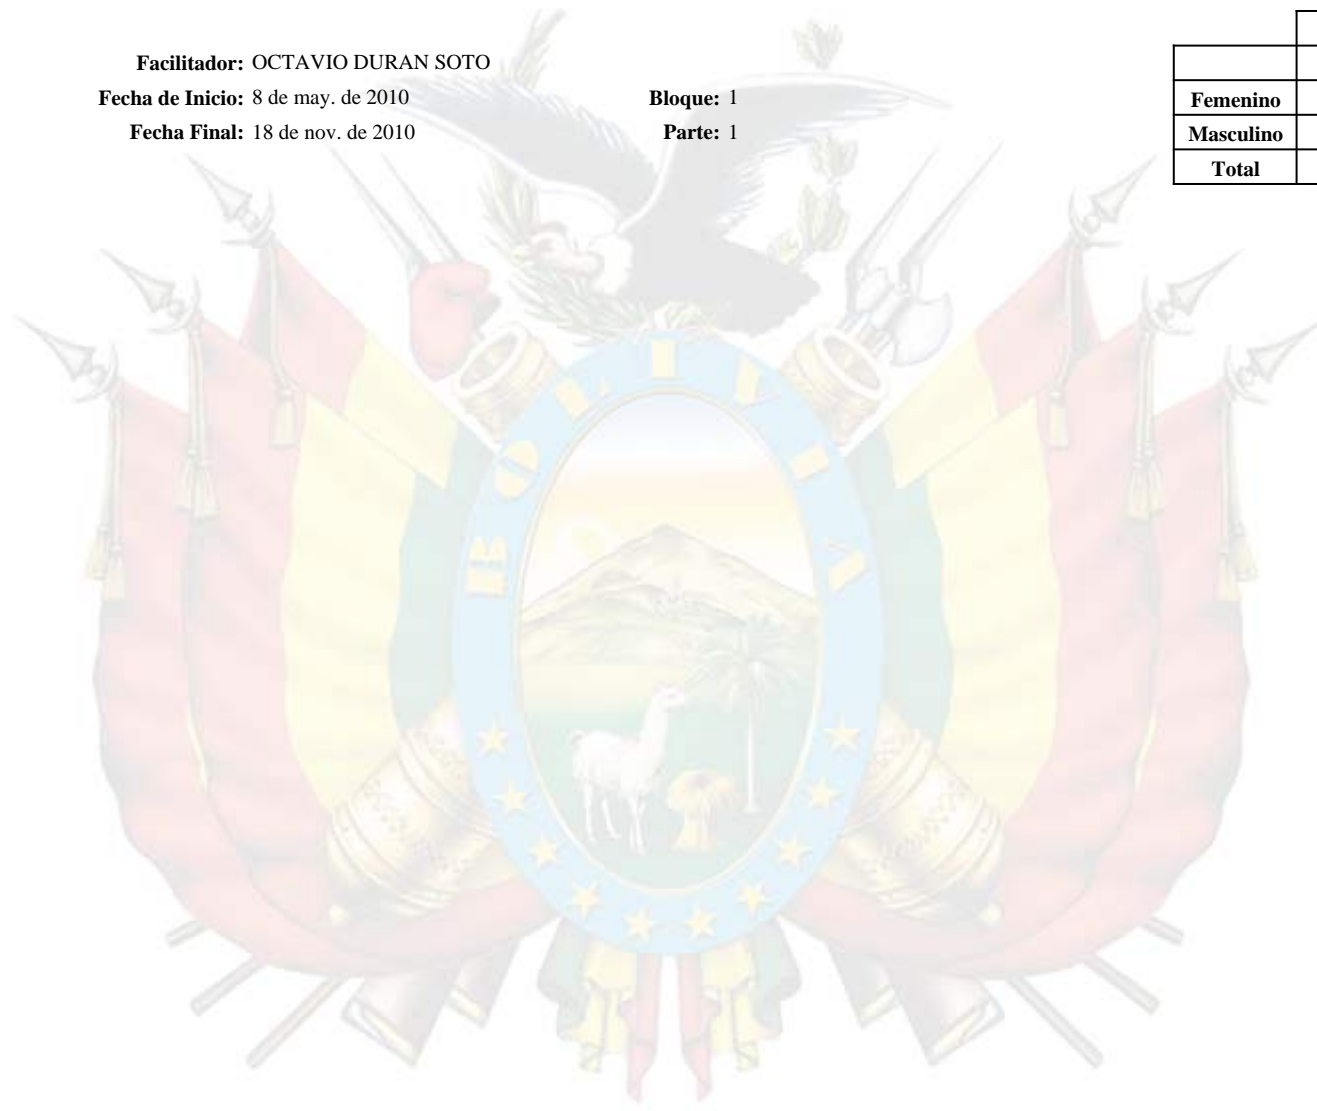 Facilitador: OCTAVIO DURAN SOTO
Fecha de Inicio: 8 de may. de 2010 Bloque: 1
Fecha Final: 18 de nov. de 2010 Parte: 1
Femenino
Masculino
Total
BOLIVIA